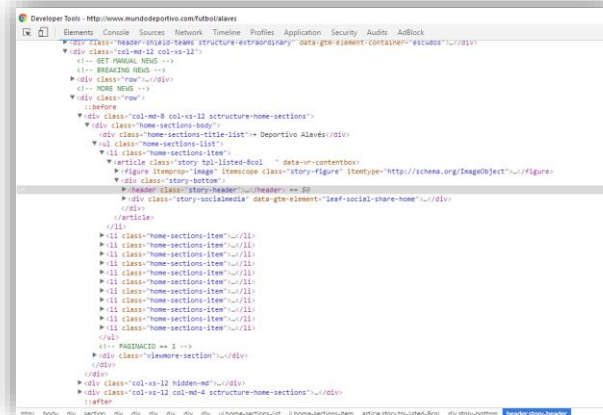 Developer Tools - http://www.mundodeportivo.com/futbol/alaves
Elements Console Sources Network Timeline Profiles Application Security Audits AdBlock
▶<div class="header-shield-teams structure-extraordinary" data-gtm-element-container="escudos">…</div>
▼<div class="col-md-12 col-xs-12">
<!-- GET MANUAL NEWS -->
<!-- BREAKING NEWS -->
▶<div class="row">…</div>
<!-- MORE NEWS -->
▼<div class="row">
::before
▼<div class="col-md-8 col-xs-12 sctructure-home-sections">
▼<div class="home-sections-body">
<div class="home-sections-title-list">+ Deportivo Alavés</div>
▼<ul class="home-sections-list">
▼<li class="home-sections-item">
▼<article class="story tpl-listed-8col " data-vr-contentbox>
▶<figure itemprop="image" itemscope class="story-figure" itemtype="http://schema.org/ImageObject">…</figure>
▼<div class="story-bottom">
▶<header class="story-header">…</header> == $0
▶<div class="story-socialmedia" data-gtm-element="leaf-social-share-home">…</div>
</div>
</article>
</li>
▶<li class="home-sections-item">…</li>
▶<li class="home-sections-item">…</li>
▶<li class="home-sections-item">…</li>
▶<li class="home-sections-item">…</li>
▶<li class="home-sections-item">…</li>
▶<li class="home-sections-item">…</li>
▶<li class="home-sections-item">…</li>
▶<li class="home-sections-item">…</li>
▶<li class="home-sections-item">…</li>
</ul>
<!-- PAGINACIO == 1 -->
▶<div class="viewmore-section">…</div>
</div>
</div>
▶<div class="col-xs-12 hidden-md">…</div>
▶<div class="col-xs-12 col-md-4 sctructure-home-sections">…</div>
::after
html body div section div div div div div div ul.home-sections-list li.home-sections-item article.story.tpl-listed-8col div.story-bottom header.story-header